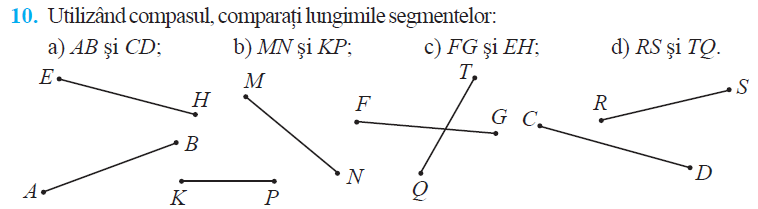 10. Utilizând compasul, comparați lungimile segmentelor:
a) AB și CD; b) MN și KP; c) FG și EH; d) RS și TQ.
E M T S
H F R
B G C
A K P N Q D